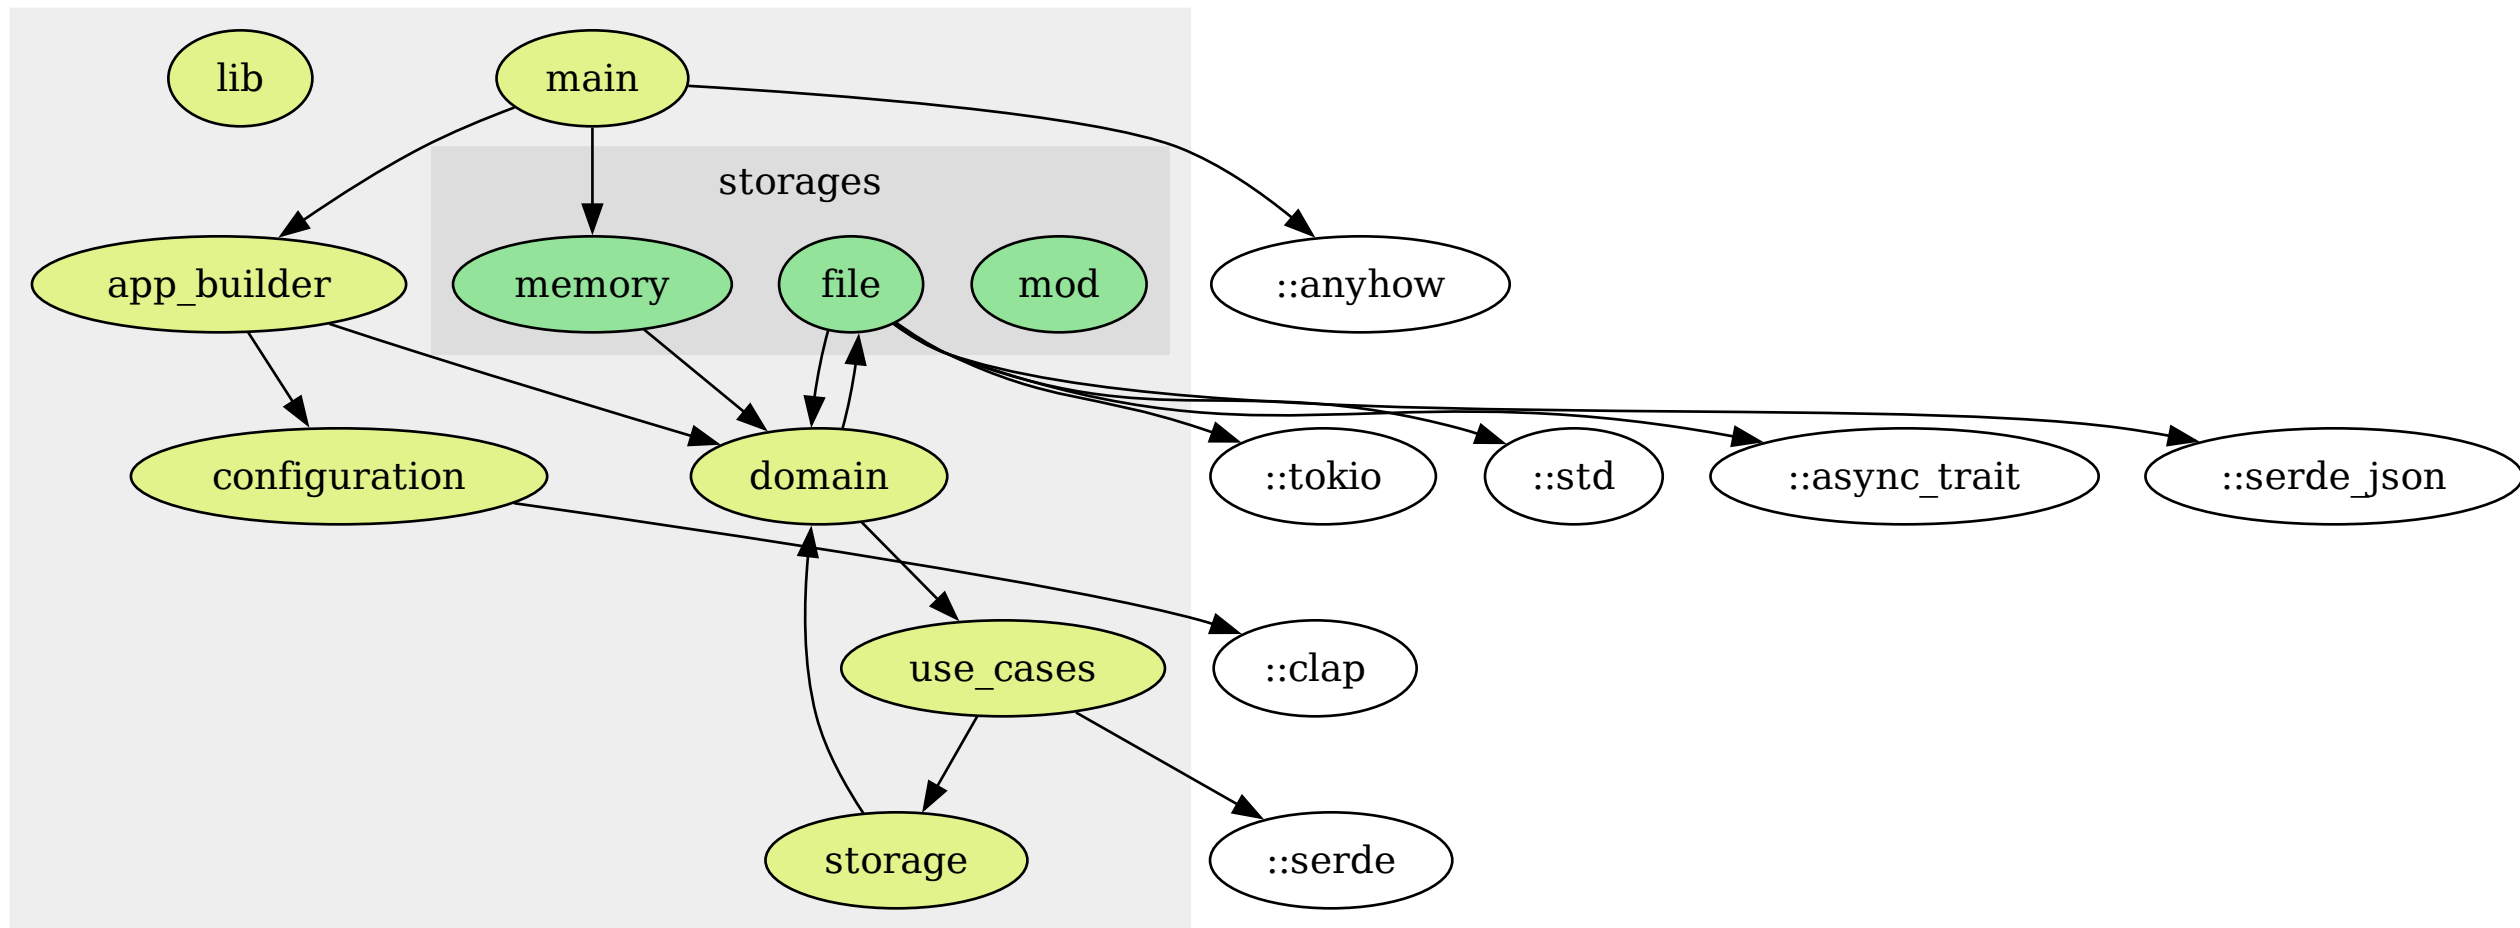 lib
main
storages
app_builder
memory
file
mod
::anyhow
configuration
domain
::tokio
::std
::async_trait
::serde_json
use_cases
::clap
storage
::serde